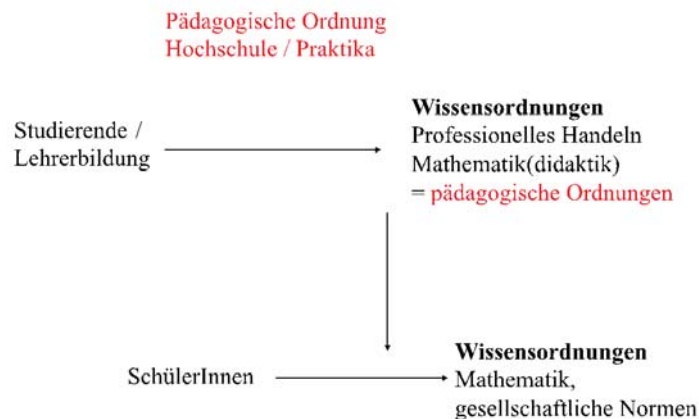 Pädagogische Ordnung
Hochschule / Praktika
Studierende /
Lehrerbildung
Wissensordnungen
Professionelles Handeln
Mathematik(didaktik)
= pädagogische Ordnungen
SchülerInnen
Wissensordnungen
Mathematik,
gesellschaftliche Normen